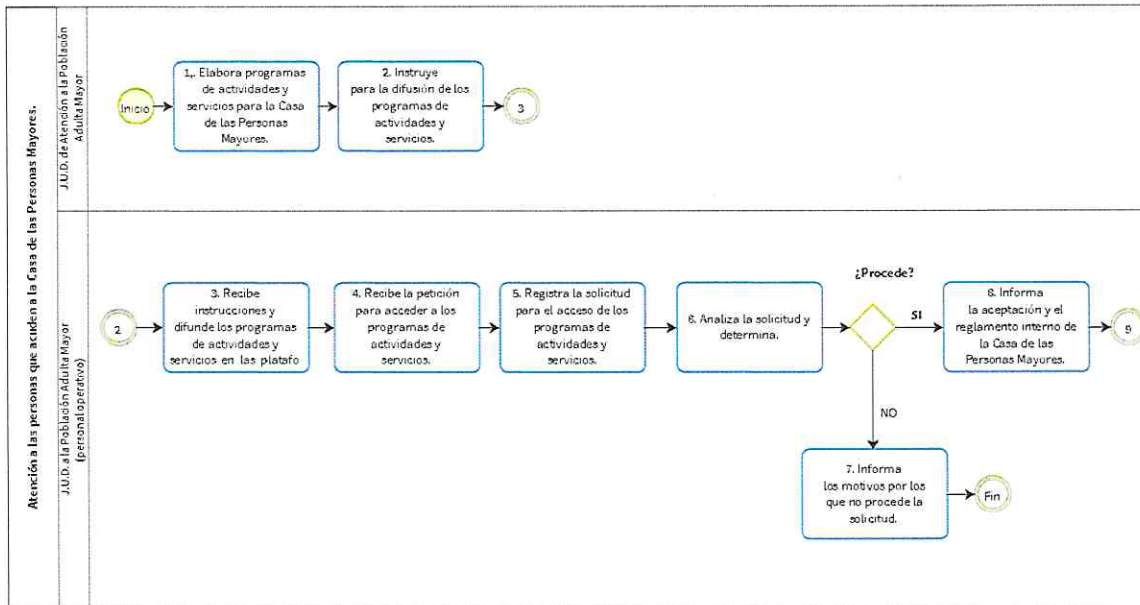 Atención a las personas que acuden a la Casa de las Personas Mayores.
J.U.D. de Atención a la Población
Adulta Mayor
Inicio
1,. Elabora programas
de actividades y
servicios para la Casa
de las Personas
Mayores.
2. Instruye
para la difusión de los
programas de
actividades y
servicios.
3
J.U.D. a la Población Adulta Mayor
(personal operativo)
2
3. Recibe
instrucciones y
difunde los programas
de actividades y
servicios en las platafo
4. Recibe la petición
para acceder a los
programas de
actividades y
servicios.
5. Registra la solicitud
para el acceso de los
programas de
actividades y
servicios.
6. Analiza la solicitud y
determina.
¿Procede?
SI
8. Informa
la aceptación y el
reglamento interno de
la Casa de las
Personas Mayores.
9
NO
7. Informa
los motivos por los
que no procede la
solicitud.
Fin